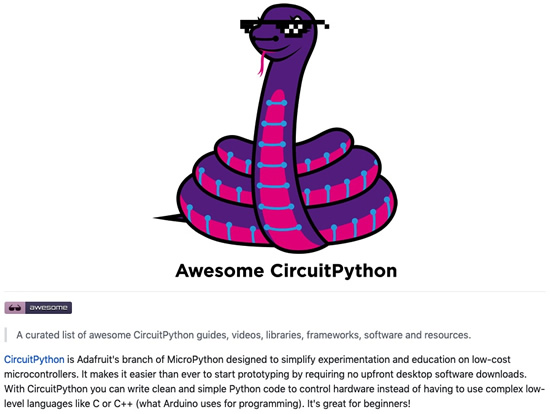 Awesome CircuitPython
awesome
A curated list of awesome CircuitPython guides, videos, libraries, frameworks, software and resources.
CircuitPython is Adafruit's branch of MicroPython designed to simplify experimentation and education on low-cost
microcontrollers. It makes it easier than ever to start prototyping by requiring no upfront desktop software downloads.
With CircuitPython you can write clean and simple Python code to control hardware instead of having to use complex low-
level languages like C or C++ (what Arduino uses for programming). It's great for beginners!